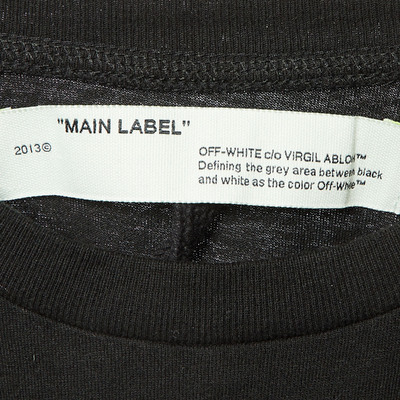 "MAIN LABEL"
2013©
OFF-WHITE c/o VIRGIL ABLOH™
Defining the grey area between black
and white as the color Off-White™